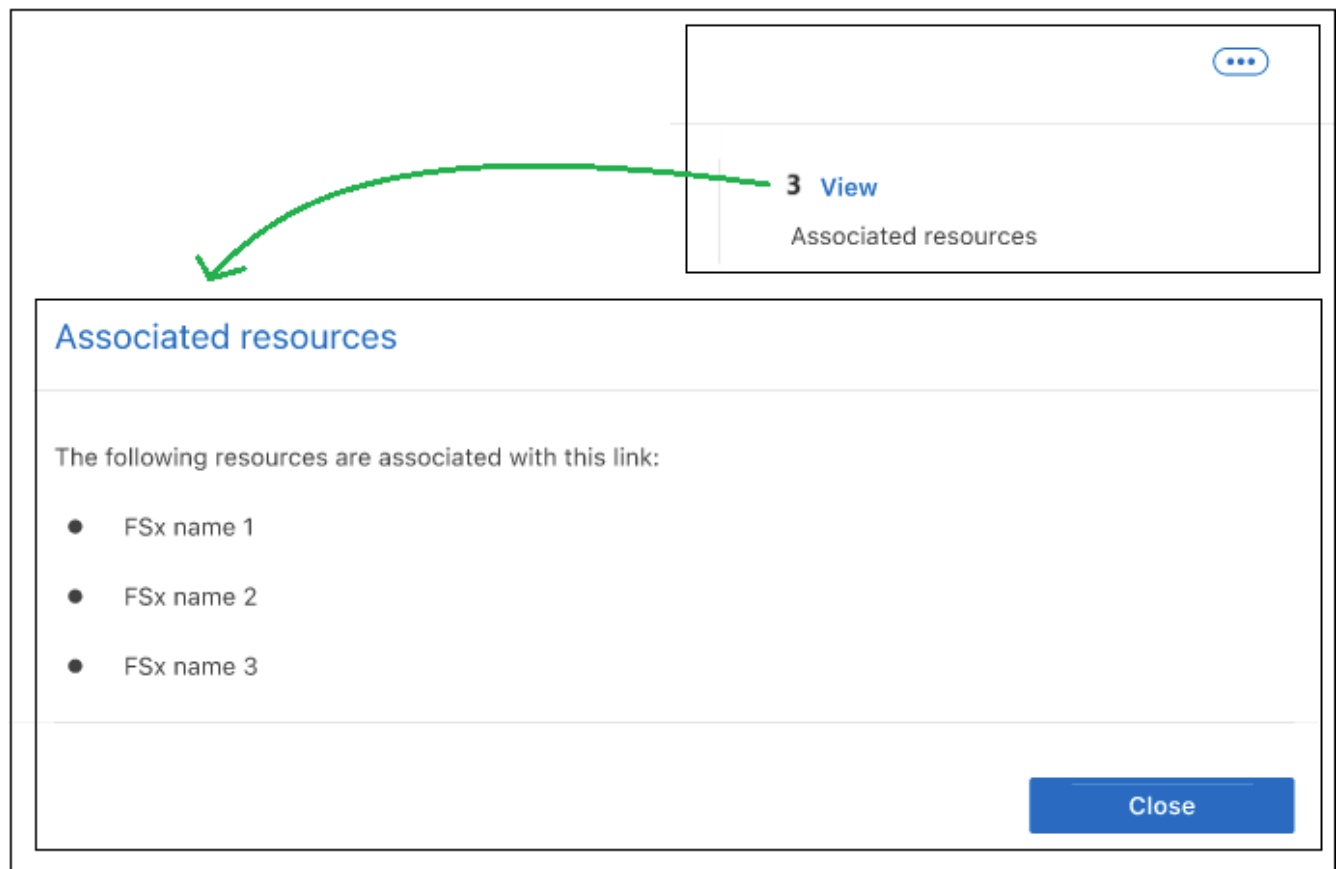 3 View
Associated resources
Associated resources
The following resources are associated with this link:
● FSx name 1
● FSx name 2
● FSx name 3
Close